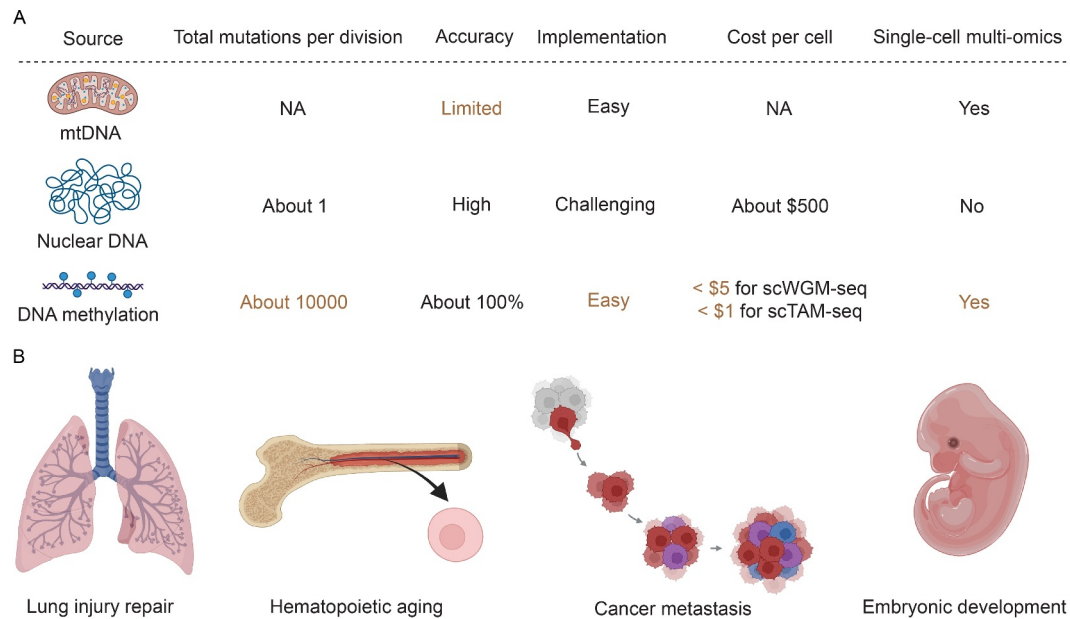 A
Source Total mutations per division Accuracy Implementation Cost per cell Single-cell multi-omics
mtDNA NA Limited Easy NA Yes
Nuclear DNA About 1 High Challenging About $500 No
DNA methylation About 10000 About 100% Easy < $5 for scWGM-seq Yes
< $1 for scTAM-seq
B
Lung injury repair Hematopoietic aging Cancer metastasis Embryonic development